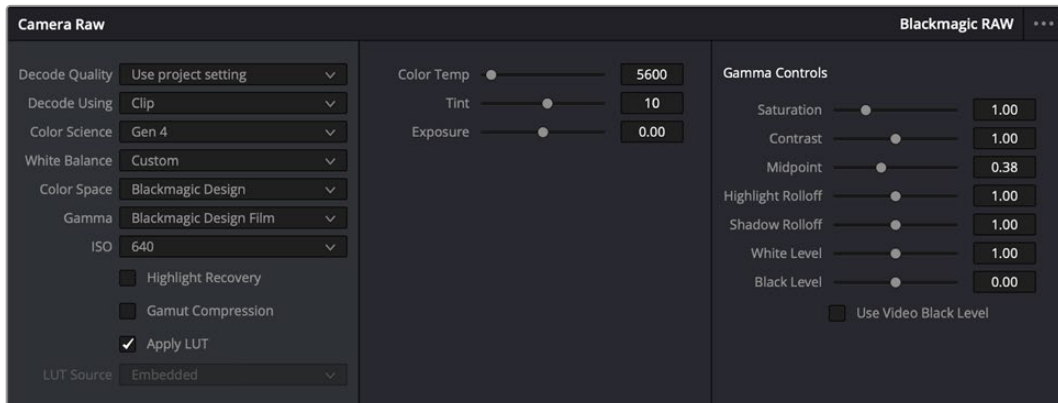 Camera Raw
Blackmagic RAW
Decode Quality Use project setting
Decode Using Clip
Color Science Gen 4
White Balance Custom
Color Space Blackmagic Design
Gamma Blackmagic Design Film
ISO 640
Highlight Recovery
Gamut Compression
Apply LUT
LUT Source Embedded
Color Temp 5600
Tint 10
Exposure 0.00
Gamma Controls
Saturation 1.00
Contrast 1.00
Midpoint 0.38
Highlight Rolloff 1.00
Shadow Rolloff 1.00
White Level 1.00
Black Level 0.00
Use Video Black Level